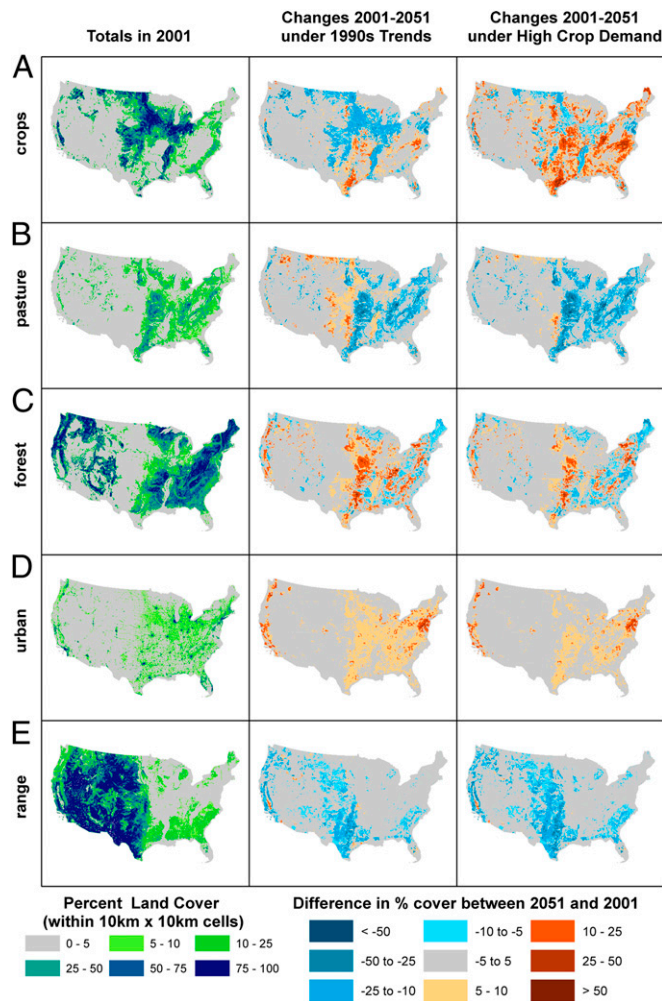 Totals in 2001
Changes 2001-2051
under 1990s Trends
Changes 2001-2051
under High Crop Demand
A
crops
B
pasture
C
forest
D
urban
E
range
Percent Land Cover
(within 10km x 10km cells)
0 - 5
5 - 10
10 - 25
25 - 50
50 - 75
75 - 100
Difference in % cover between 2051 and 2001
< -50
-10 to -5
10 - 25
-50 to -25
-5 to 5
25 - 50
-25 to -10
5 - 10
> 50